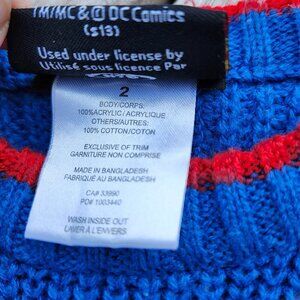 TM/MC & © DC Comics
(s13)
Used under license by
Utilisé sous licence Par
2
BODY/CORPS:
100%ACRYLIC / ACRYLIQUE
OTHERS/AUTRES:
100% COTTON/COTON
EXCLUSIVE OF TRIM
GARNITURE NON COMPRISE
MADE IN BANGLADESH
FABRIQUÉ AU BANGLADESH
CA# 33990
PO# 1003440
WASH INSIDE OUT
LAVER À L'ENVERS